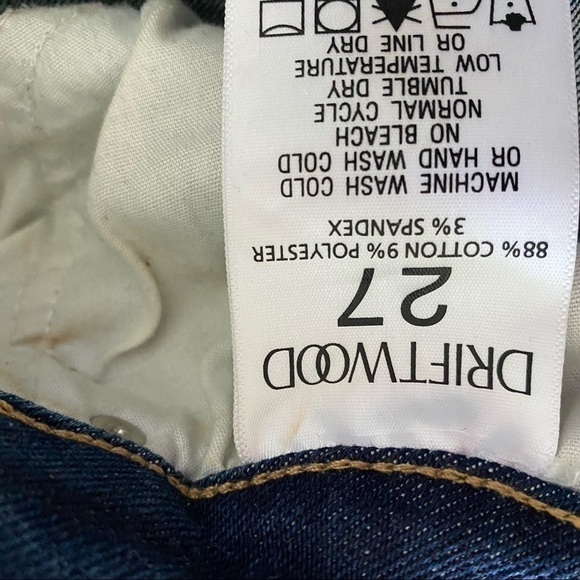 DRIFTWOOD
27
88% COTTON 9% POLYESTER
3% SPANDEX
MACHINE WASH COLD
OR HAND WASH COLD
NO BLEACH
NORMAL CYCLE
TUMBLE DRY
LOW TEMPERATURE
OR LINE DRY